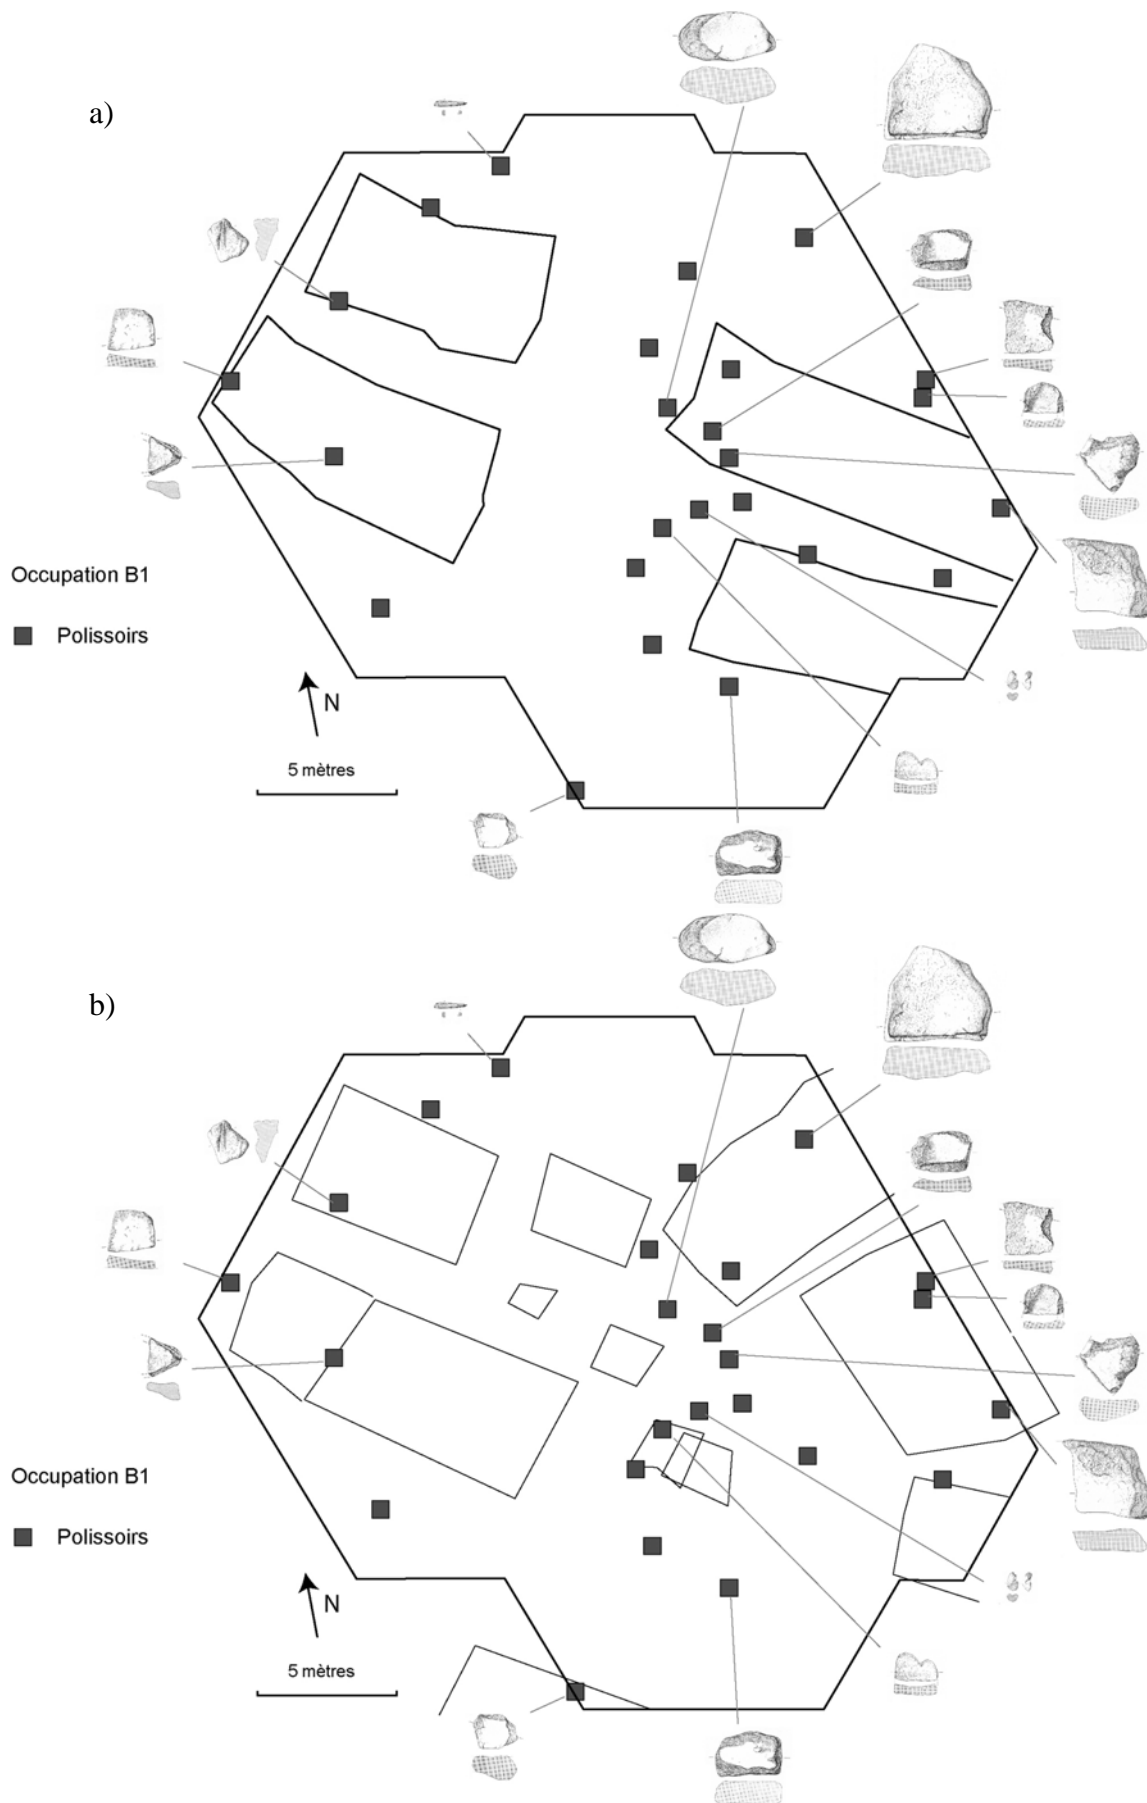 a)
Occupation B1
Polissoirs
N
5 mètres
b)
Occupation B1
Polissoirs
N
5 mètres